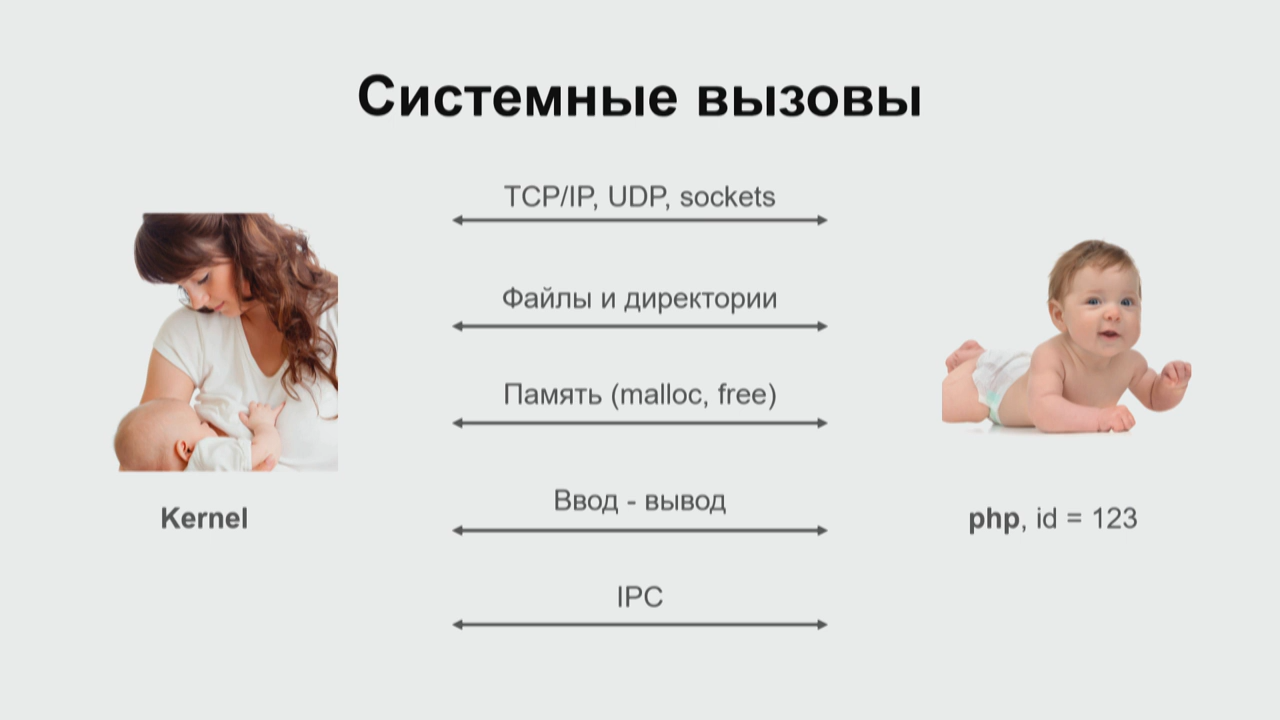 Системные вызовы
TCP/IP, UDP, sockets
Файлы и директории
Память (malloc, free)
Ввод - вывод
IPC
Kernel
php, id = 123